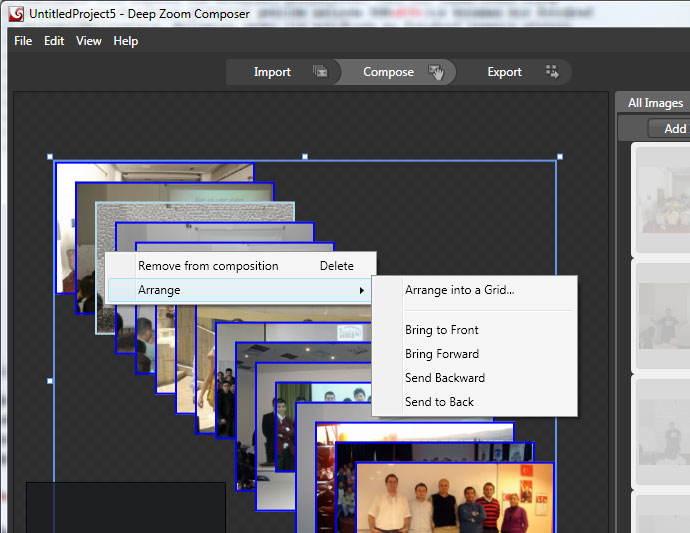 UntitledProject5 - Deep Zoom Composer
File Edit View Help
Import Compose Export
All Images
Add
Remove from composition Delete
Arrange
Arrange into a Grid...
Bring to Front
Bring Forward
Send Backward
Send to Back